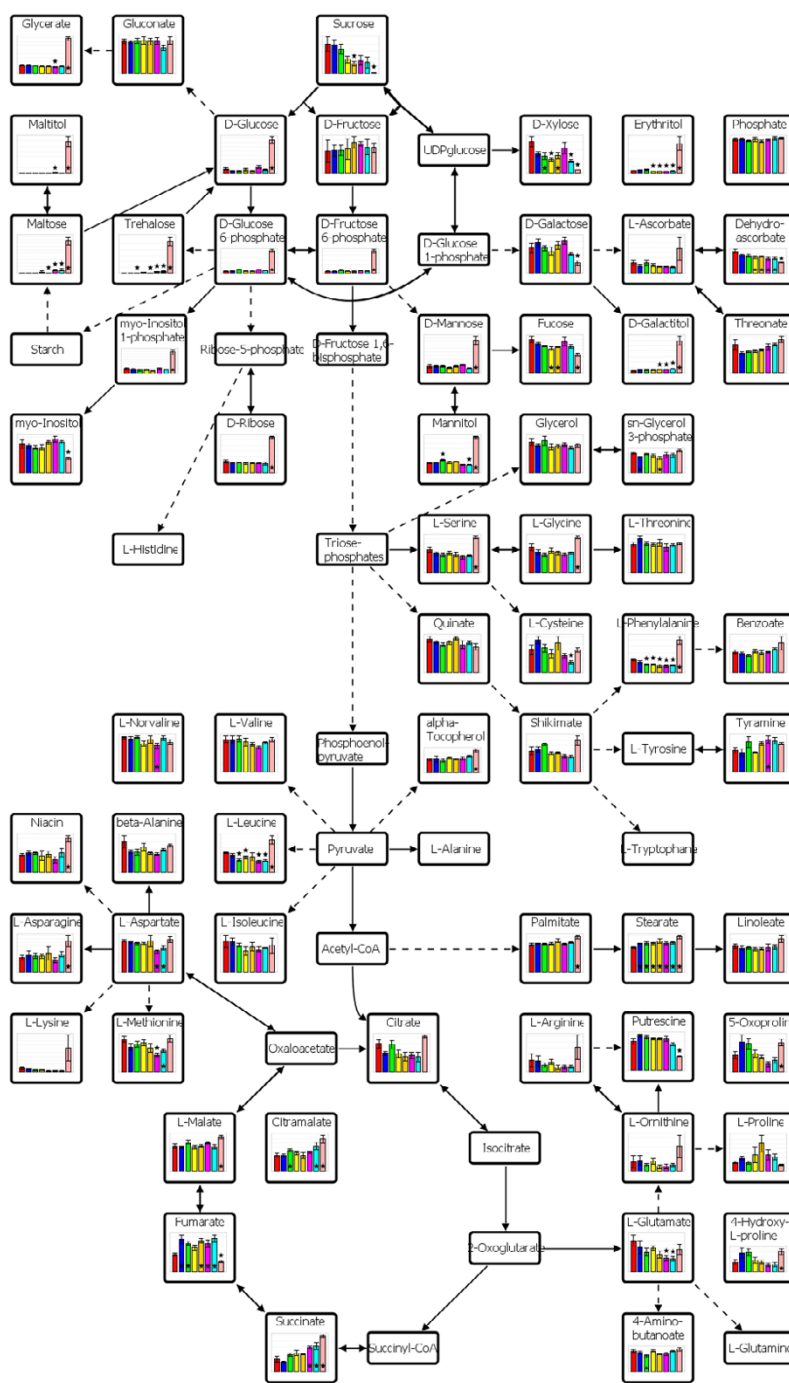 Glycerate
Gluconate
Sucrose
Maltitol
D-Glucose
D-Fructose
UDPglucose
D-Xylose
Erythritol
Phosphate
Maltose
Trehalose
D-Glucose
6-phosphate
D-Fructose
6-phosphate
D-Glucose
1-phosphate
D-Galactose
L-Ascorbate
Dehydro-
ascorbate
Starch
myo-Inositol
1-phosphate
Ribose-5-phosphate
D-Fructose 1,6-
bisphosphate
D-Mannose
Fucose
D-Galactitol
Threonate
myo-Inositol
D-Ribose
Mannitol
Glycerol
sn-Glycerol
3-phosphate
L-Histidine
Triose-
phosphates
L-Serine
L-Glycine
L-Threonine
Quinate
L-Cysteine
L-Phenylalanine
Benzoate
L-Norvaline
L-Valine
Phosphoenol-
pyruvate
alpha-
Tocopherol
Shikimate
L-Tyrosine
Tyramine
Niacin
beta-Alanine
L-Leucine
Pyruvate
L-Alanine
L-Tryptophane
L-Asparagine
L-Aspartate
L-Isoleucine
Acetyl-CoA
Palmitate
Stearate
Linoleate
L-Lysine
L-Methionine
Oxaloacetate
Citrate
L-Arginine
Putrescine
5-Oxoproline
L-Malate
Citramalate
Isocitrate
L-Ornithine
L-Proline
Fumarate
2-Oxoglutarate
L-Glutamate
4-Hydroxy-
L-proline
Succinate
Succinyl-CoA
4-Amino-
butanoate
L-Glutamine